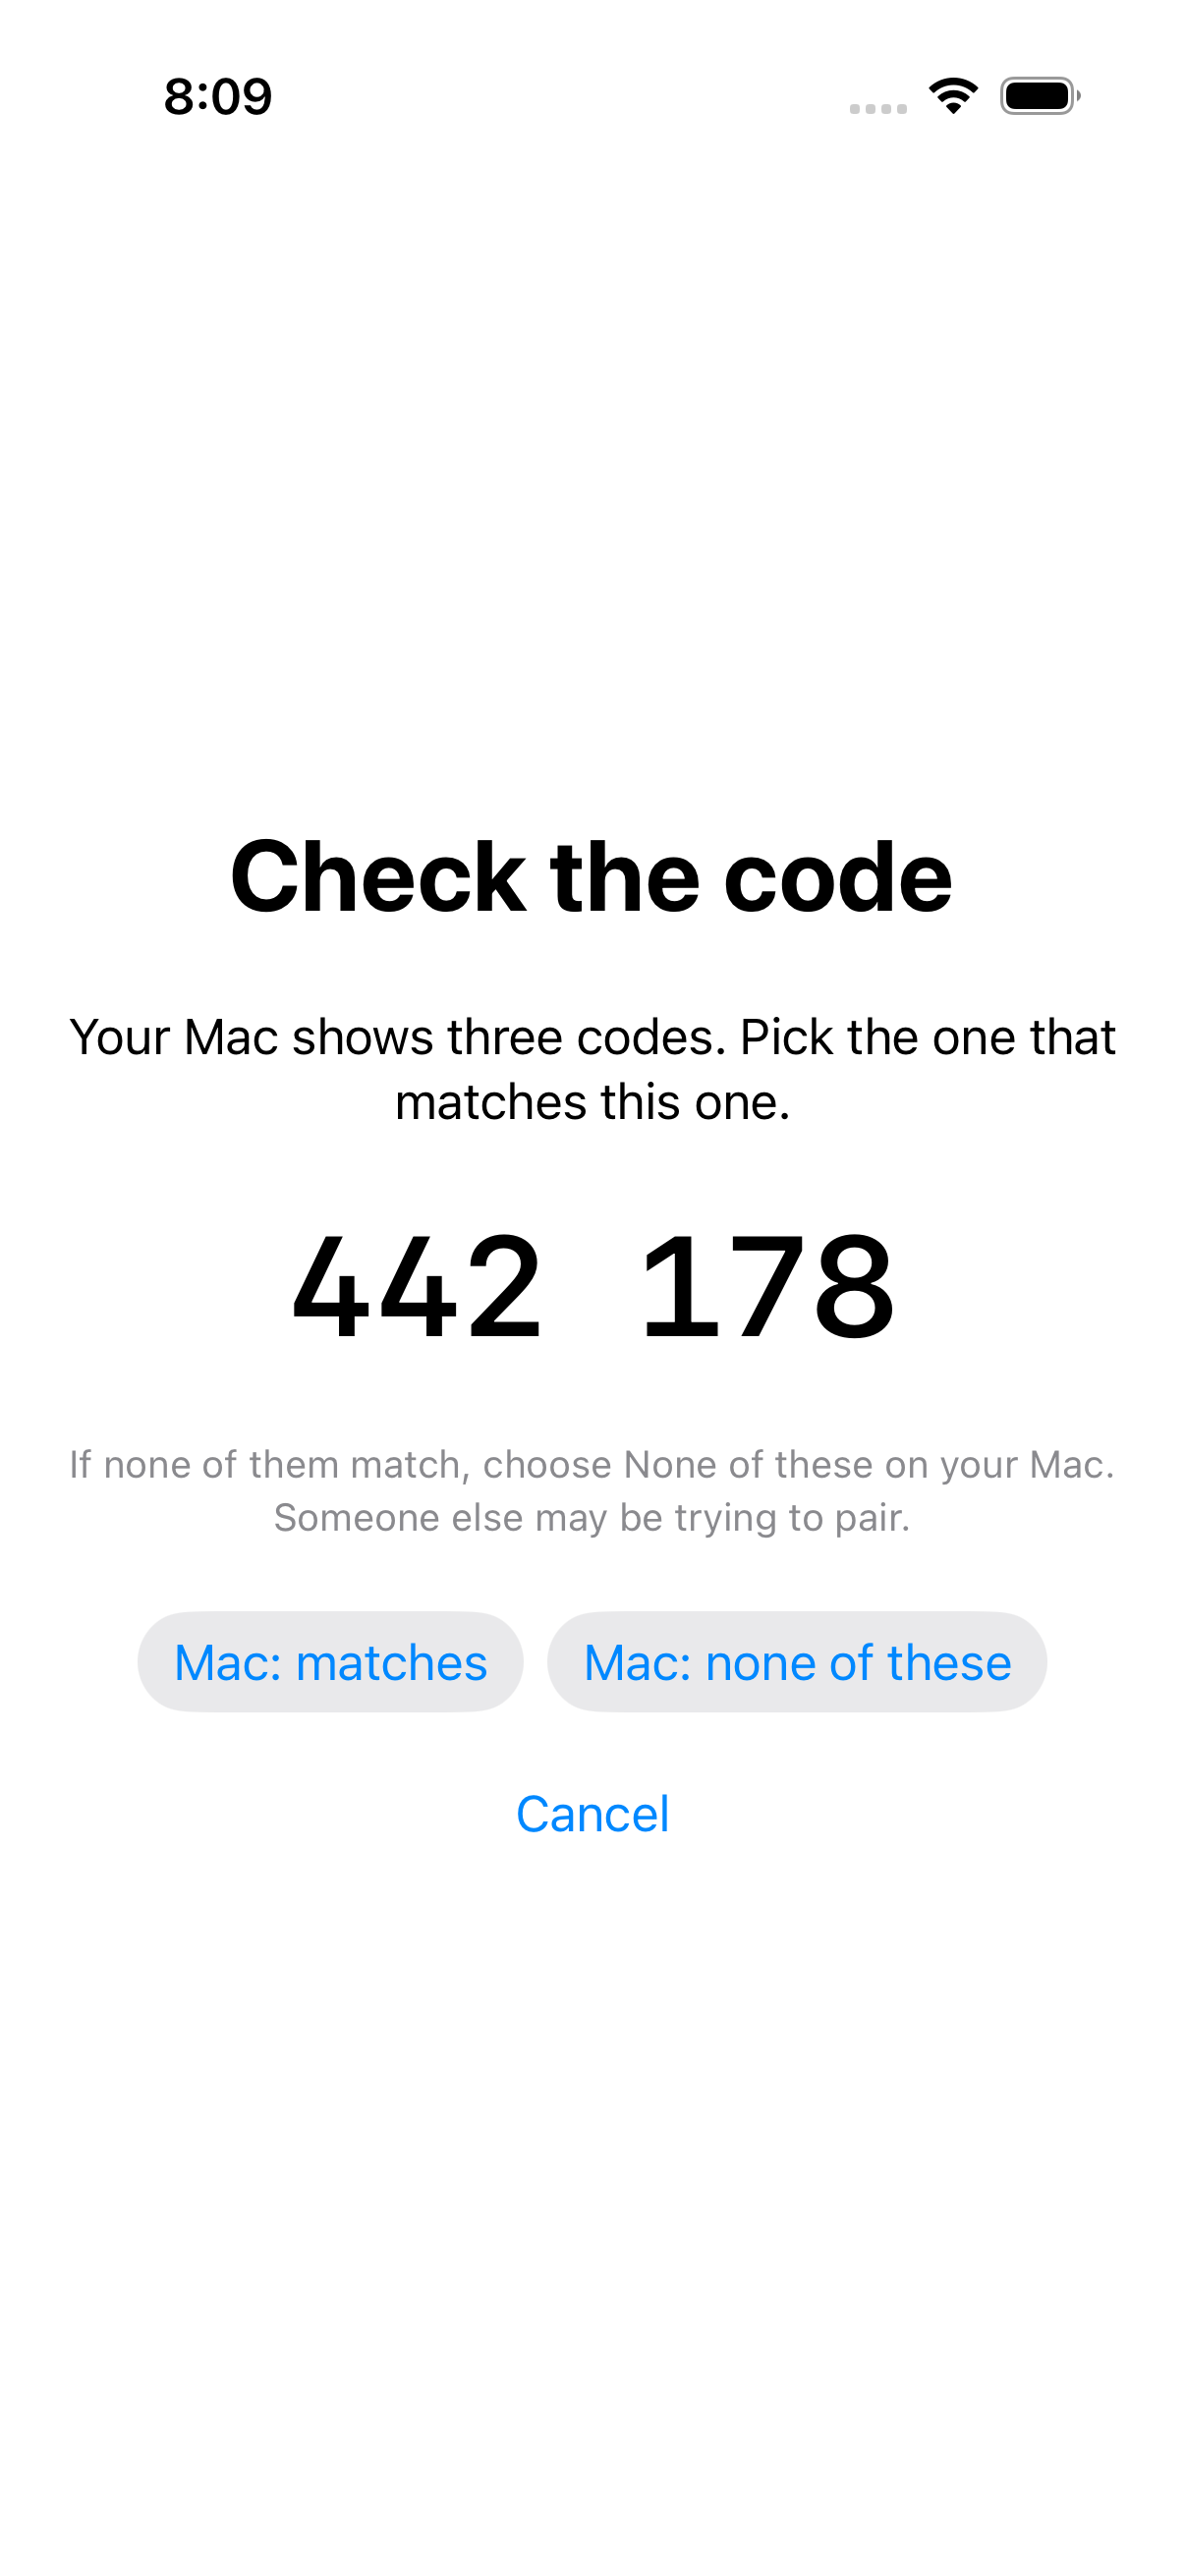 8:09
Check the code
Your Mac shows three codes. Pick the one that
matches this one.
442 178
If none of them match, choose None of these on your Mac.
Someone else may be trying to pair.
Mac: matches
Mac: none of these
Cancel